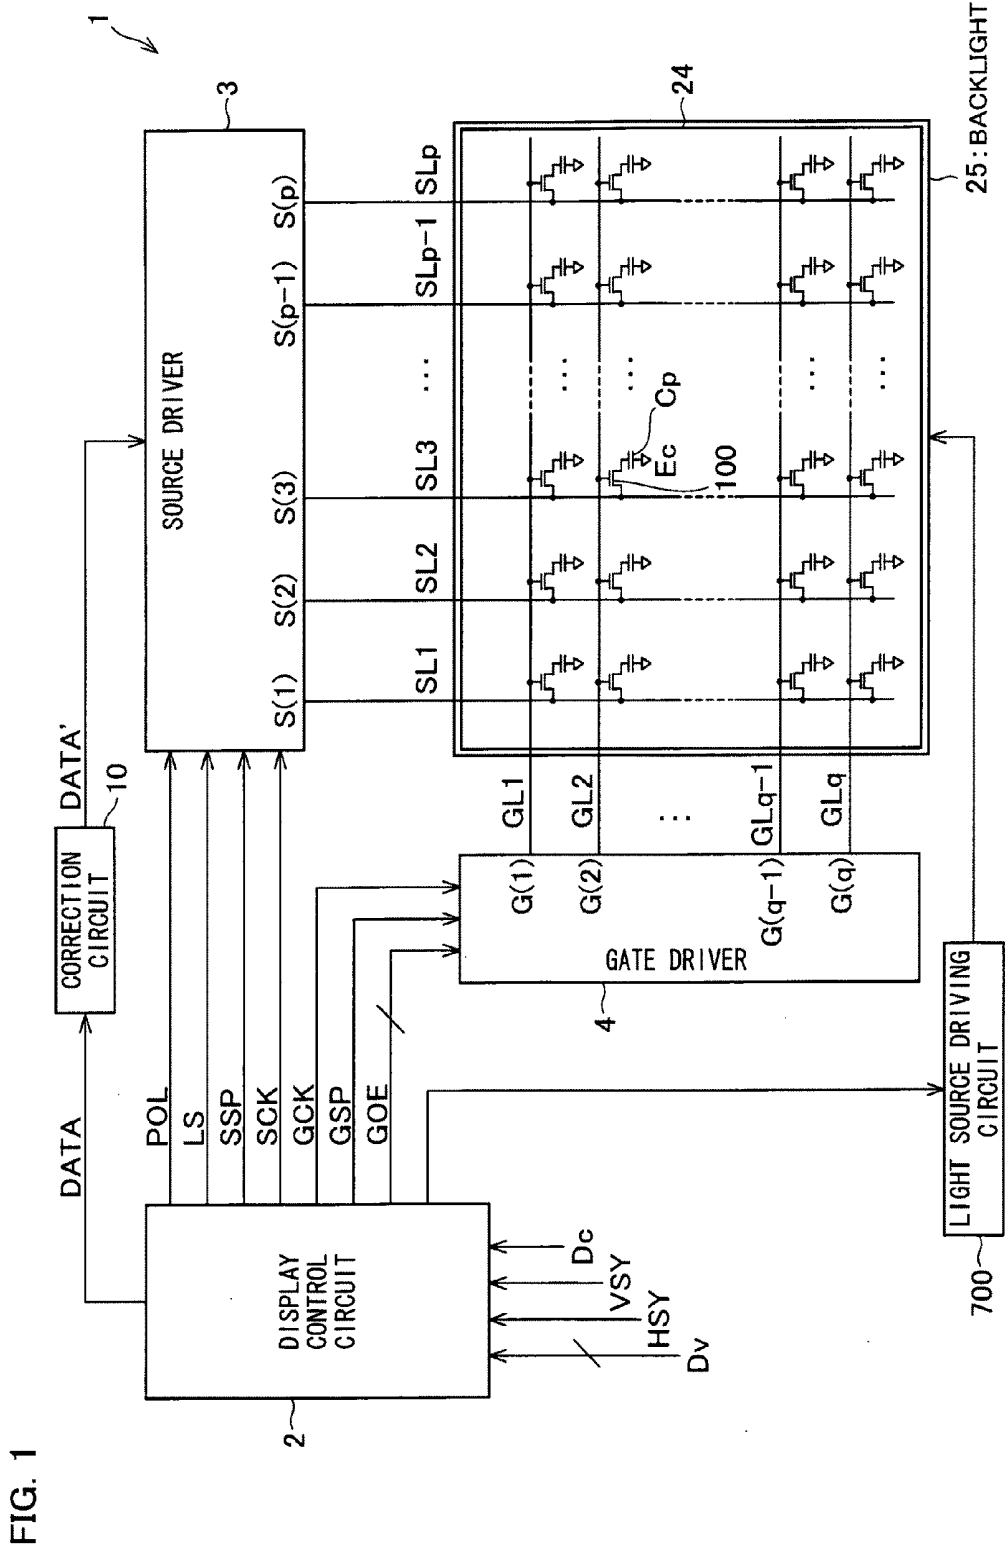 FIG. 1
1
DATA
CORRECTION
CIRCUIT
10
DATA'
3
SOURCE DRIVER
S(1)
S(2)
S(3)
S(p-1)
S(p)
POL
LS
SSP
SCK
GCK
GSP
GOE
2
DISPLAY
CONTROL
CIRCUIT
Dv
HSY
VSY
Dc
SL1
SL2
SL3
...
SLp-1
SLp
24
4
GATE DRIVER
G(1)
G(2)
G(q-1)
G(q)
GL1
GL2
...
GLq-1
GLq
...
...
Ec
Cp
100
...
...
700
LIGHT SOURCE DRIVING
CIRCUIT
25:BACKLIGHT